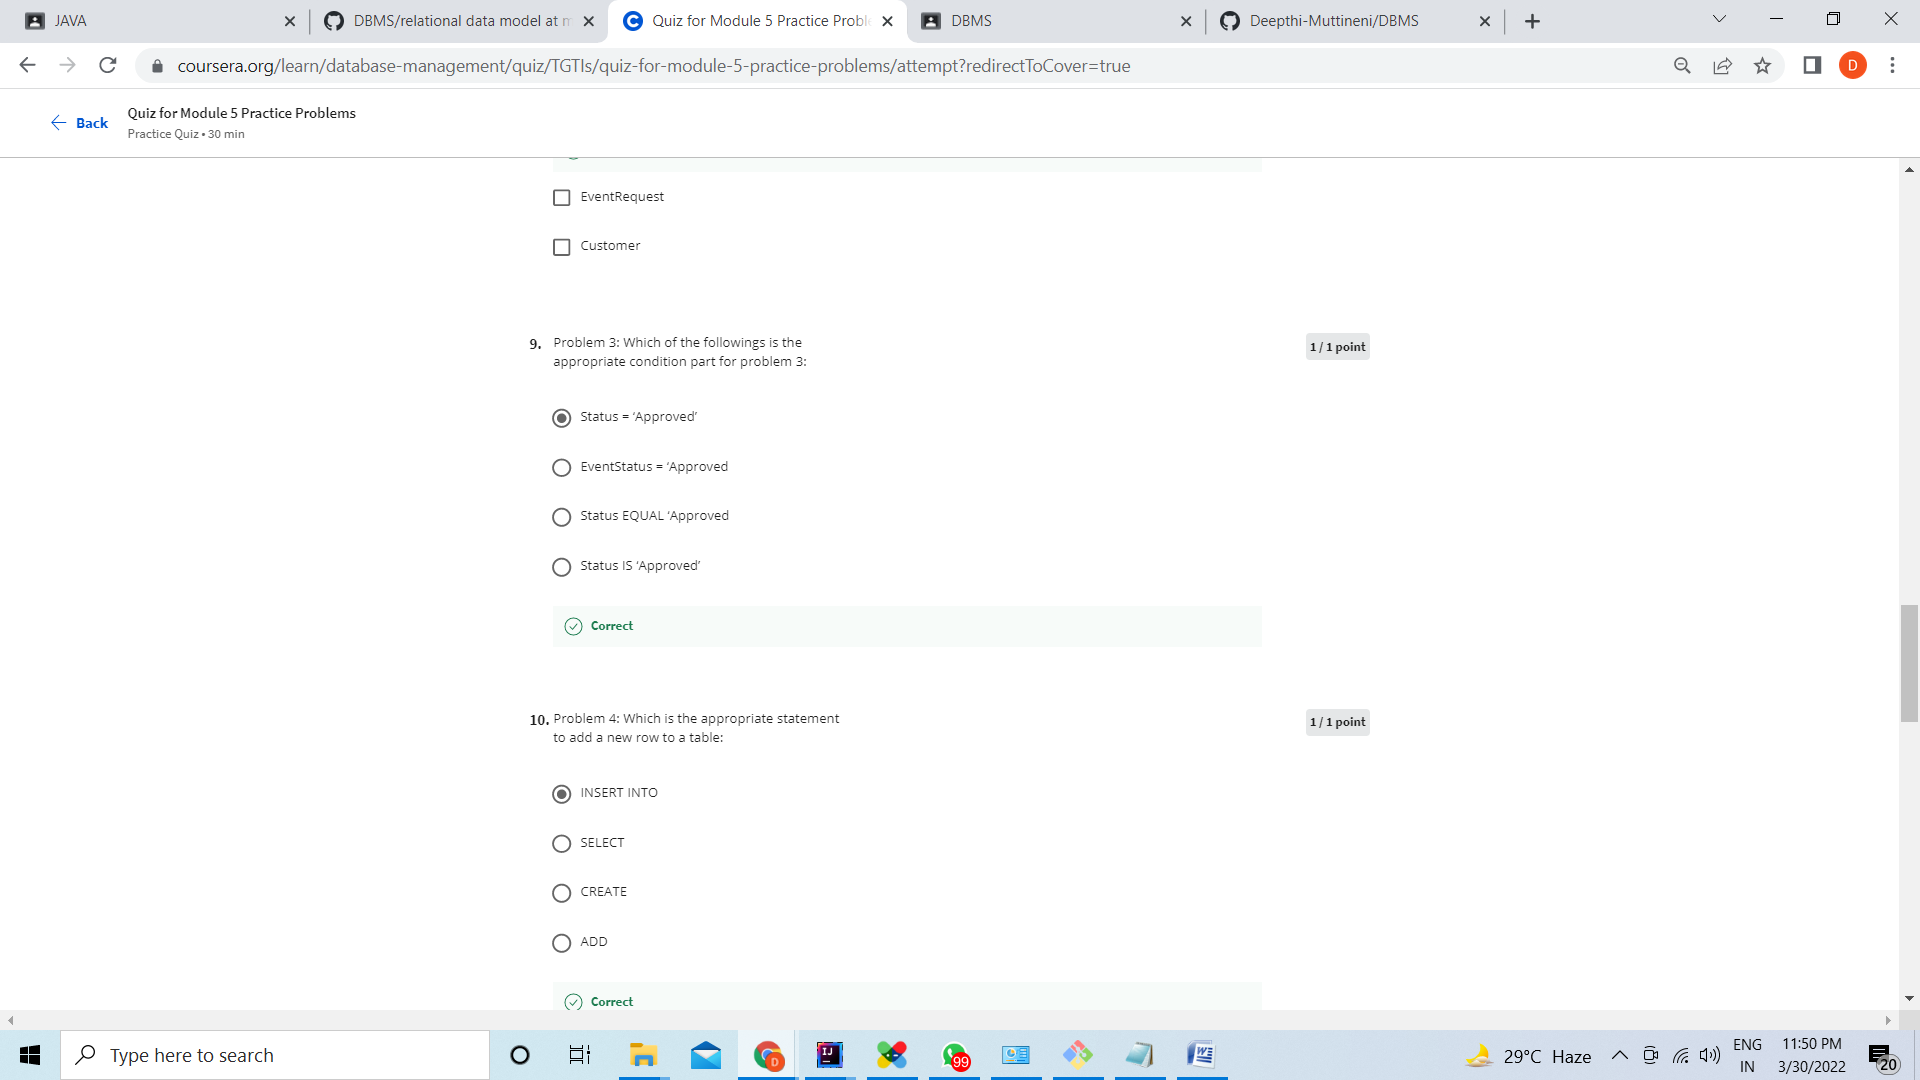 JAVA
DBMS/relational data model at m
Quiz for Module 5 Practice Proble
DBMS
Deepthi-Muttineni/DBMS
coursera.org/learn/database-management/quiz/TGTIs/quiz-for-module-5-practice-problems/attempt?redirectToCover=true
D
Back
Quiz for Module 5 Practice Problems
Practice Quiz • 30 min
EventRequest
Customer
9. Problem 3: Which of the followings is the
appropriate condition part for problem 3:
1 / 1 point
Status = ‘Approved’
EventStatus = ‘Approved
Status EQUAL ‘Approved
Status IS ‘Approved’
Correct
10. Problem 4: Which is the appropriate statement
to add a new row to a table:
1 / 1 point
INSERT INTO
SELECT
CREATE
ADD
Correct
Type here to search
D
IJ
99
W
29°C Haze
ENG
IN
11:50 PM
3/30/2022
20